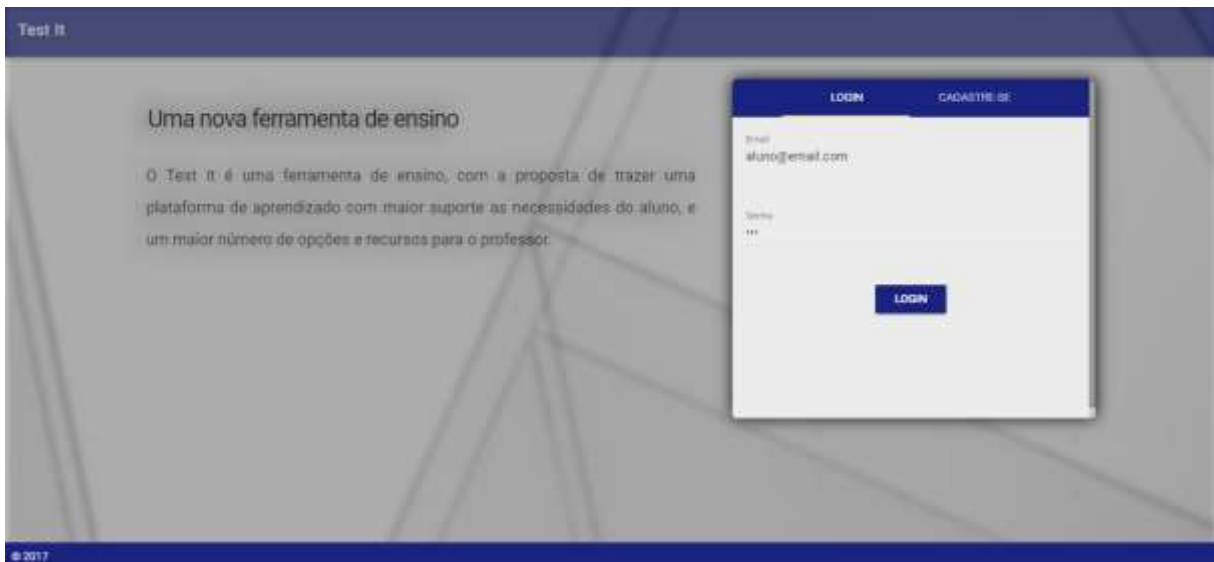 Test It
Uma nova ferramenta de ensino
O Test It é uma ferramenta de ensino, com a proposta de trazer uma
plataforma de aprendizado com maior suporte as necessidades do aluno, e
um maior número de opções e recursos para o professor.
LOGIN
CADASTRE-SE
Email
aluno@email.com
Senha
•••
LOGIN
© 2017